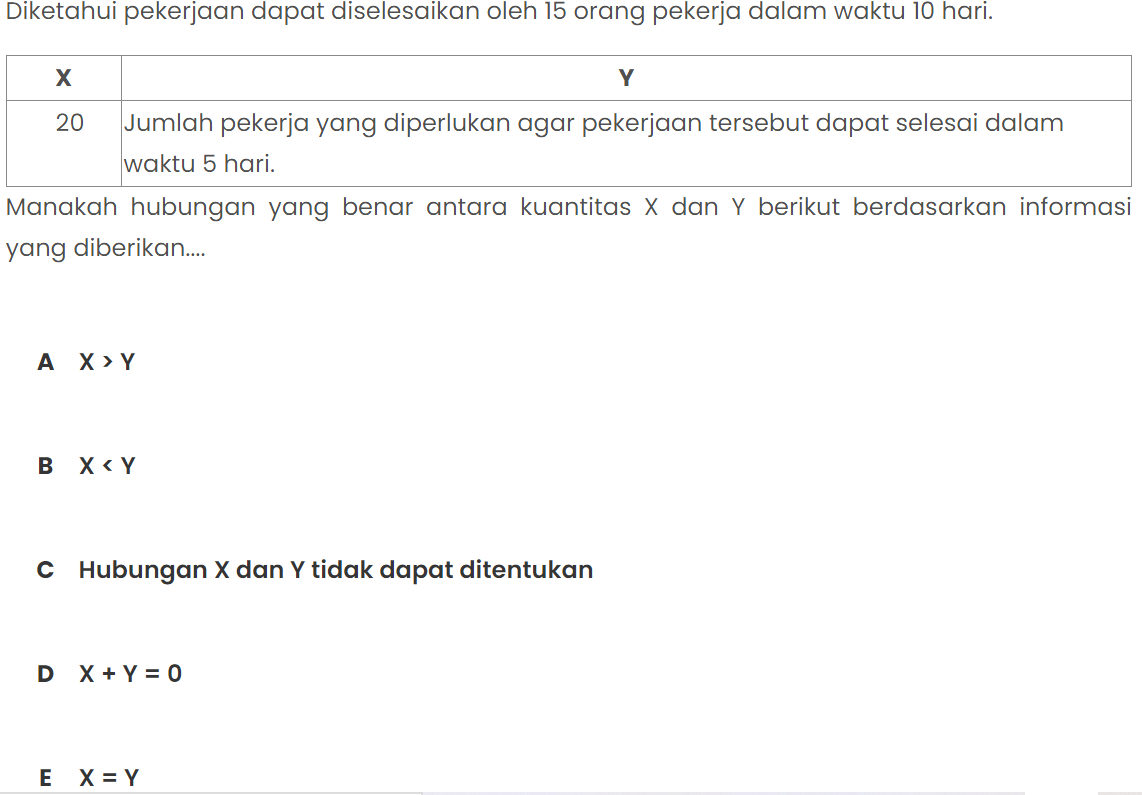 Diketahui pekerjaan dapat diselesaikan oleh 15 orang pekerja dalam waktu 10 hari.
X Y
20 Jumlah pekerja yang diperlukan agar pekerjaan tersebut dapat selesai dalam
waktu 5 hari.
Manakah hubungan yang benar antara kuantitas X dan Y berikut berdasarkan informasi
yang diberikan....
A X > Y
B X < Y
C Hubungan X dan Y tidak dapat ditentukan
D X + Y = 0
E X = Y